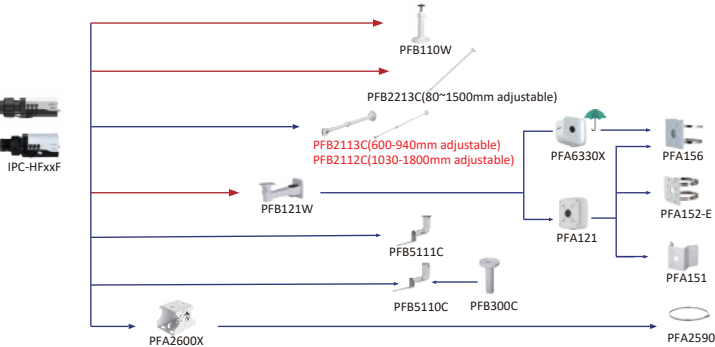 PFB110W
PFB2213C(80~1500mm adjustable)
IPC-HFxxF
PFB2113C(600-940mm adjustable)
PFB2112C(1030-1800mm adjustable)
PFA6330X
PFA156
PFB121W
PFA152-E
PFA121
PFB5111C
PFA151
PFB5110C
PFB300C
PFA2600X
PFA2590